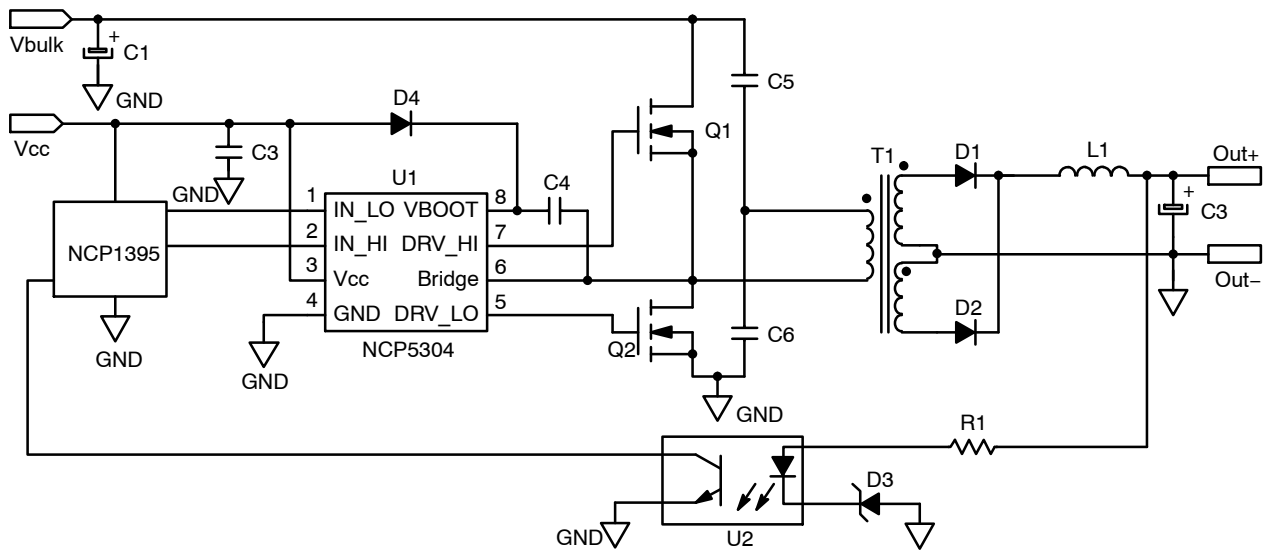 Vbulk
+
C1
GND
Vcc
D4
C3
GND
U1
C4
1
IN_LO VBOOT
8
2
IN_HI DRV_HI
7
3
Vcc Bridge
6
4
GND DRV_LO
5
NCP5304
NCP1395
GND
GND
Q1
Q2
C5
C6
GND
T1
D1
D2
L1
+
C3
Out+
Out−
R1
D3
U2
GND